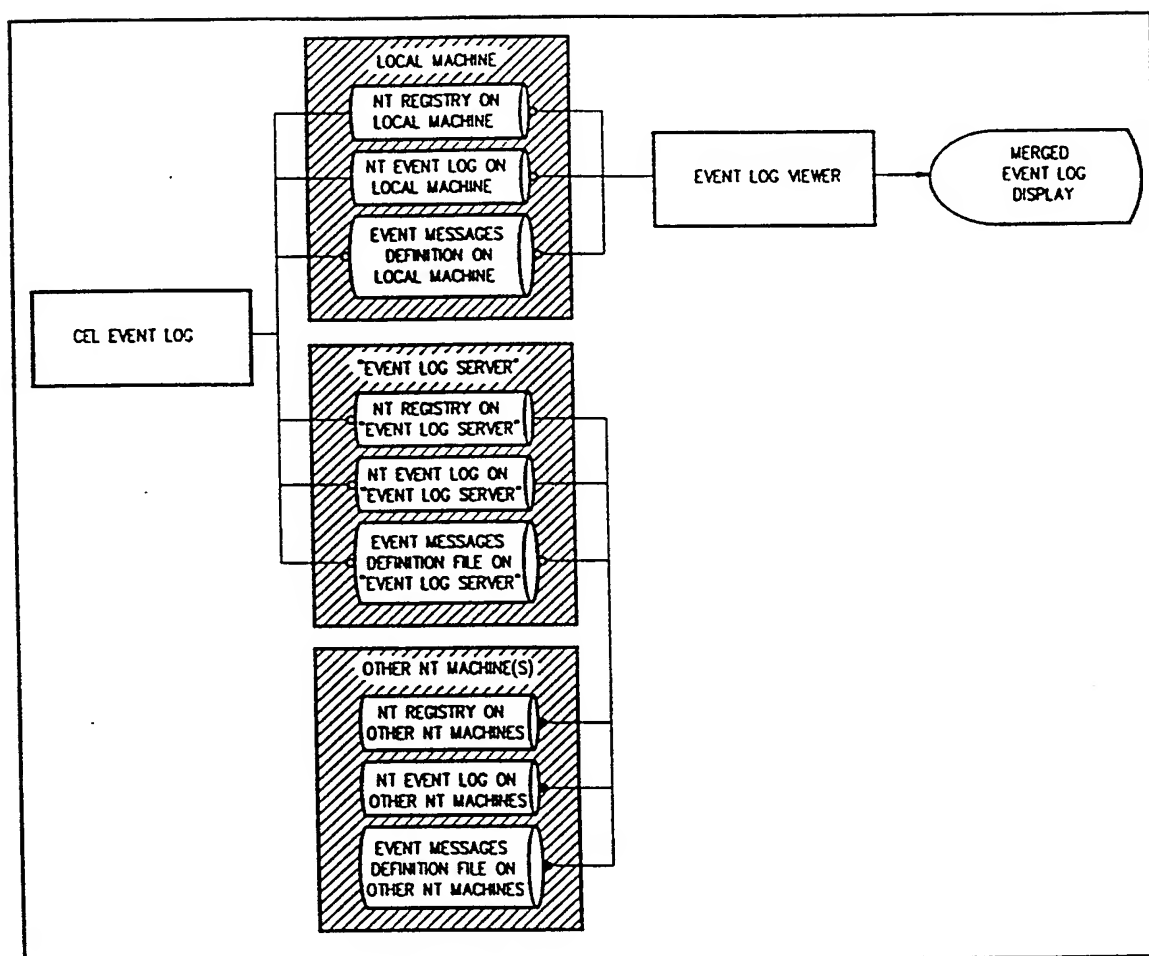 LOCAL MACHINE
NT REGISTRY ON
LOCAL MACHINE
NT EVENT LOG ON
LOCAL MACHINE
EVENT MESSAGES
DEFINITION ON
LOCAL MACHINE
EVENT LOG VIEWER
MERGED
EVENT LOG
DISPLAY
CEL EVENT LOG
"EVENT LOG SERVER"
NT REGISTRY ON
"EVENT LOG SERVER"
NT EVENT LOG ON
"EVENT LOG SERVER"
EVENT MESSAGES
DEFINITION FILE ON
"EVENT LOG SERVER"
OTHER NT MACHINE(S)
NT REGISTRY ON
OTHER NT MACHINES
NT EVENT LOG ON
OTHER NT MACHINES
EVENT MESSAGES
DEFINITION FILE ON
OTHER NT MACHINES